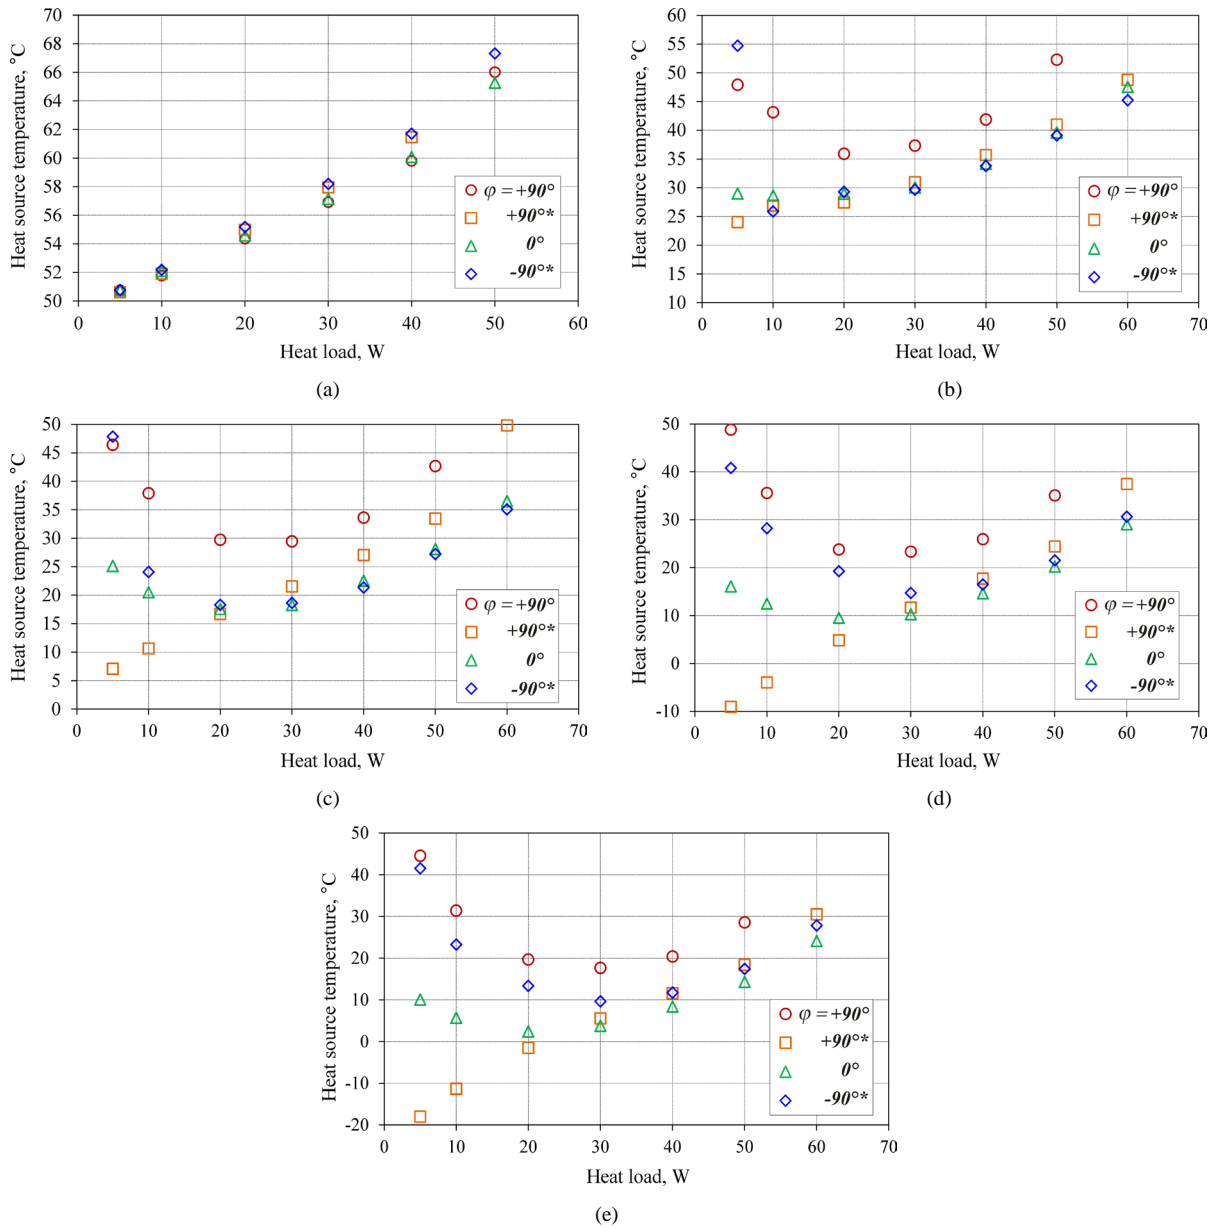 Heat source temperature, °C
70
68
66
64
62
60
58
56
54
52
50
0 10 20 30 40 50 60
Heat load, W
φ = +90°
+90°*
0°
-90°*
(a)
Heat source temperature, °C
60
55
50
45
40
35
30
25
20
15
10
0 10 20 30 40 50 60 70
Heat load, W
φ = +90°
+90°*
0°
-90°*
(b)
Heat source temperature, °C
50
45
40
35
30
25
20
15
10
5
0
0 10 20 30 40 50 60 70
Heat load, W
φ = +90°
+90°*
0°
-90°*
(c)
Heat source temperature, °C
50
40
30
20
10
0
-10
0 10 20 30 40 50 60 70
Heat load, W
φ = +90°
+90°*
0°
-90°*
(d)
Heat source temperature, °C
50
40
30
20
10
0
-10
-20
0 10 20 30 40 50 60 70
Heat load, W
φ = +90°
+90°*
0°
-90°*
(e)